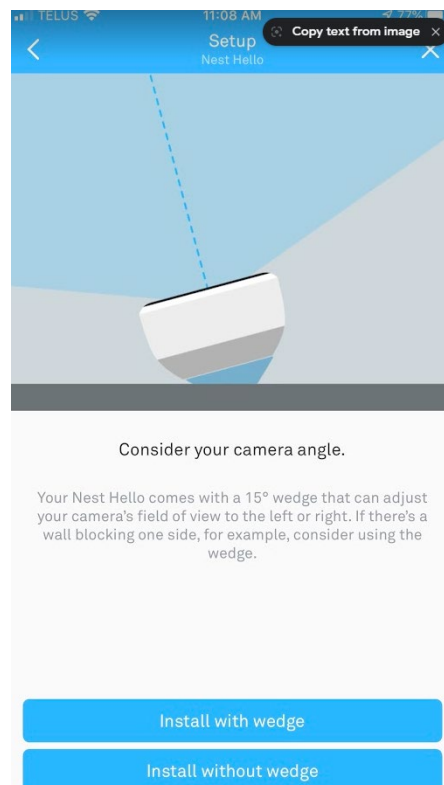 TELUS 11:08 AM 77%
Copy text from image
Setup
Nest Hello
Consider your camera angle.
Your Nest Hello comes with a 15° wedge that can adjust
your camera's field of view to the left or right. If there's a
wall blocking one side, for example, consider using the
wedge.
Install with wedge
Install without wedge